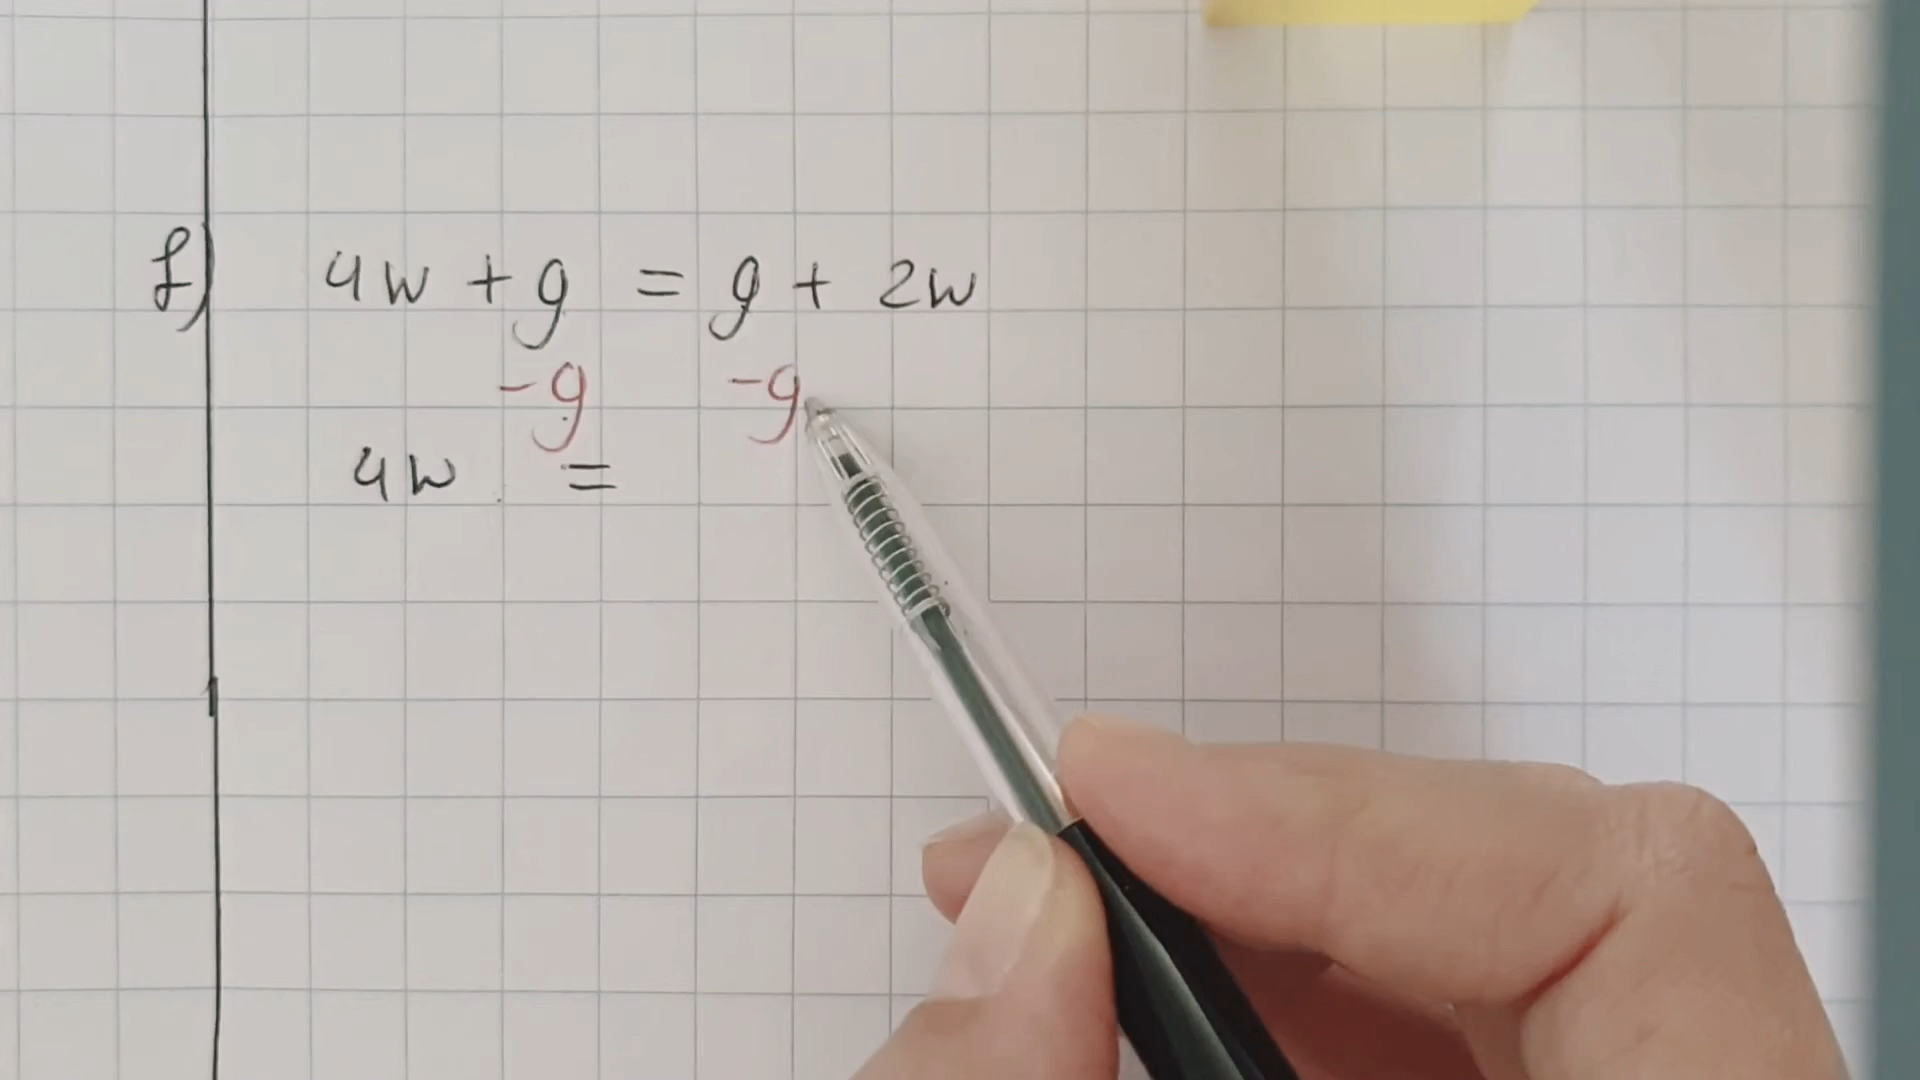 f) 4w + g = g + 2w
-g -g
4w =